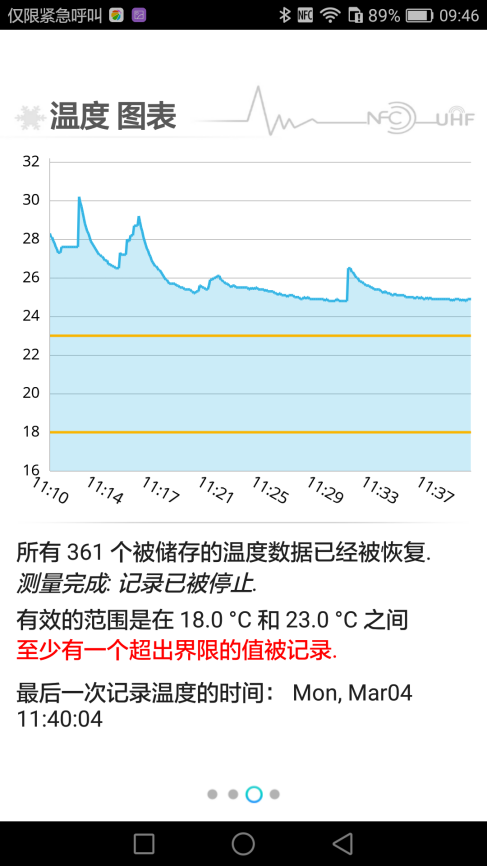 仅限紧急呼叫 NFC 89% 09:46
温度 图表 NFC UHF
32
30
28
26
24
22
20
18
16
11:10 11:14 11:17 11:21 11:25 11:29 11:33 11:37
所有 361 个被储存的温度数据已经被恢复.
测量完成. 记录已被停止.
有效的范围是在 18.0 °C 和 23.0 °C 之间
至少有一个超出界限的值被记录.
最后一次记录温度的时间： Mon, Mar04
11:40:04